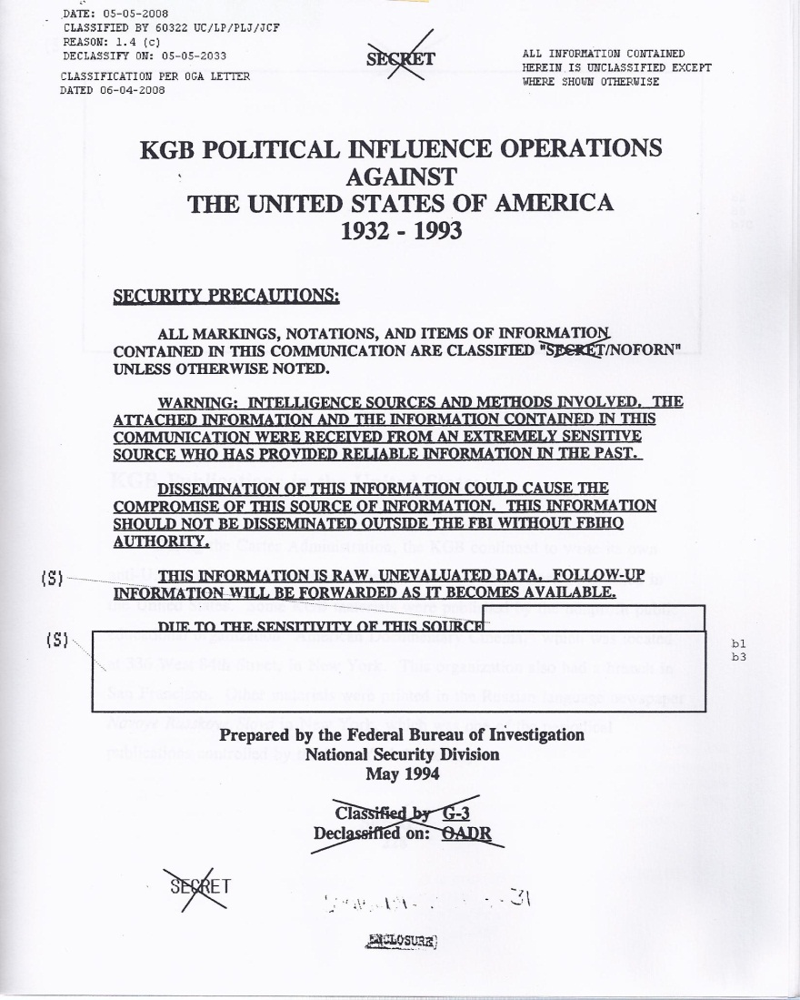 DATE: 05-05-2008
CLASSIFIED BY 60322 UC/LP/PLJ/JCF
REASON: 1.4 (c)
DECLASSIFY ON: 05-05-2033
CLASSIFICATION PER OGA LETTER
DATED 06-04-2008
SECRET
ALL INFORMATION CONTAINED
HEREIN IS UNCLASSIFIED EXCEPT
WHERE SHOWN OTHERWISE
KGB POLITICAL INFLUENCE OPERATIONS
AGAINST
THE UNITED STATES OF AMERICA
1932 - 1993
SECURITY PRECAUTIONS:
ALL MARKINGS, NOTATIONS, AND ITEMS OF INFORMATION
CONTAINED IN THIS COMMUNICATION ARE CLASSIFIED "SECRET/NOFORN"
UNLESS OTHERWISE NOTED.
WARNING: INTELLIGENCE SOURCES AND METHODS INVOLVED. THE
ATTACHED INFORMATION AND THE INFORMATION CONTAINED IN THIS
COMMUNICATION WERE RECEIVED FROM AN EXTREMELY SENSITIVE
SOURCE WHO HAS PROVIDED RELIABLE INFORMATION IN THE PAST.
DISSEMINATION OF THIS INFORMATION COULD CAUSE THE
COMPROMISE OF THIS SOURCE OF INFORMATION. THIS INFORMATION
SHOULD NOT BE DISSEMINATED OUTSIDE THE FBI WITHOUT FBIHQ
AUTHORITY.
(S)
THIS INFORMATION IS RAW, UNEVALUATED DATA. FOLLOW-UP
INFORMATION WILL BE FORWARDED AS IT BECOMES AVAILABLE.
DUE TO THE SENSITIVITY OF THIS SOURCE
(S)
b1
b3
Prepared by the Federal Bureau of Investigation
National Security Division
May 1994
Classified by G-3
Declassified on: OADR
SECRET
ENCLOSURE